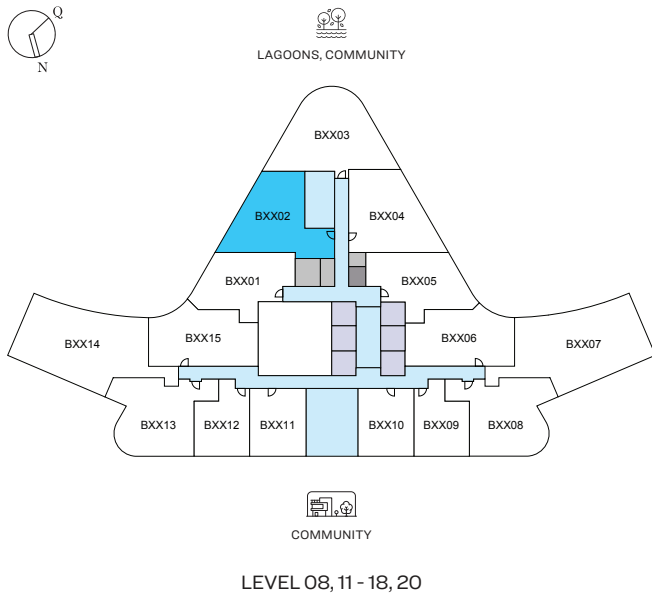 Q
N
LAGOONS, COMMUNITY
BXX03
BXX02
BXX04
BXX01
BXX05
BXX14
BXX15
BXX06
BXX07
BXX13
BXX12
BXX11
BXX10
BXX09
BXX08
COMMUNITY
LEVEL 08, 11 - 18, 20